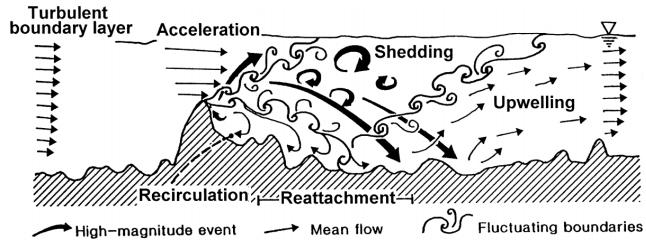 Turbulent
boundary layer
Acceleration
Shedding
Upwelling
Recirculation
Reattachment
High-magnitude event
Mean flow
Fluctuating boundaries